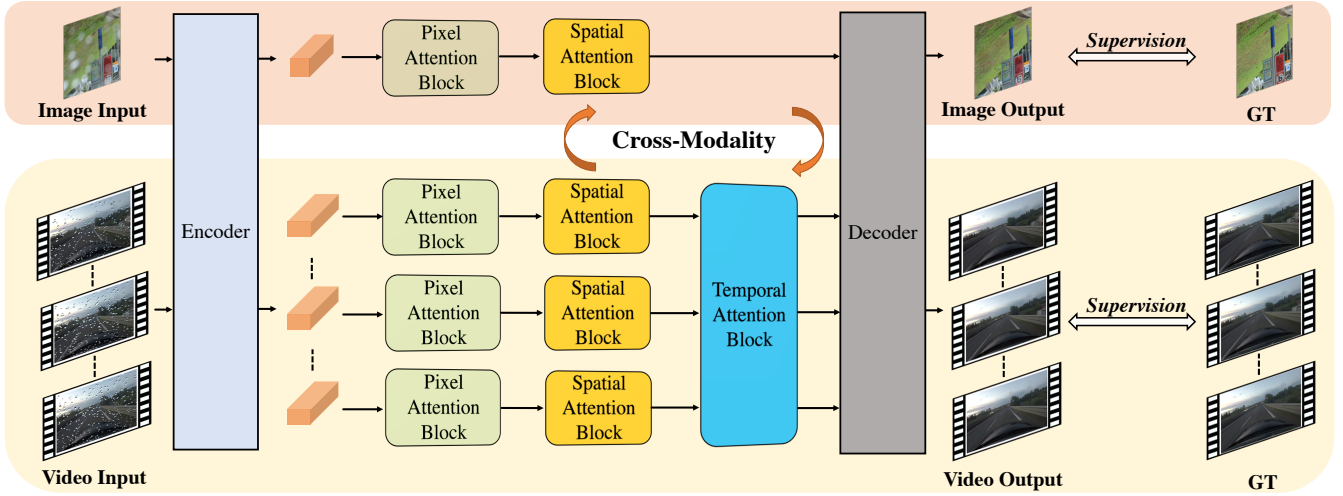 Pixel
Attention
Block
Spatial
Attention
Block
Supervision
Image Input
Image Output
GT
Cross-Modality
Encoder
Pixel
Attention
Block
Spatial
Attention
Block
Decoder
Pixel
Attention
Block
Spatial
Attention
Block
Temporal
Attention
Block
Supervision
Pixel
Attention
Block
Spatial
Attention
Block
Video Input
Video Output
GT